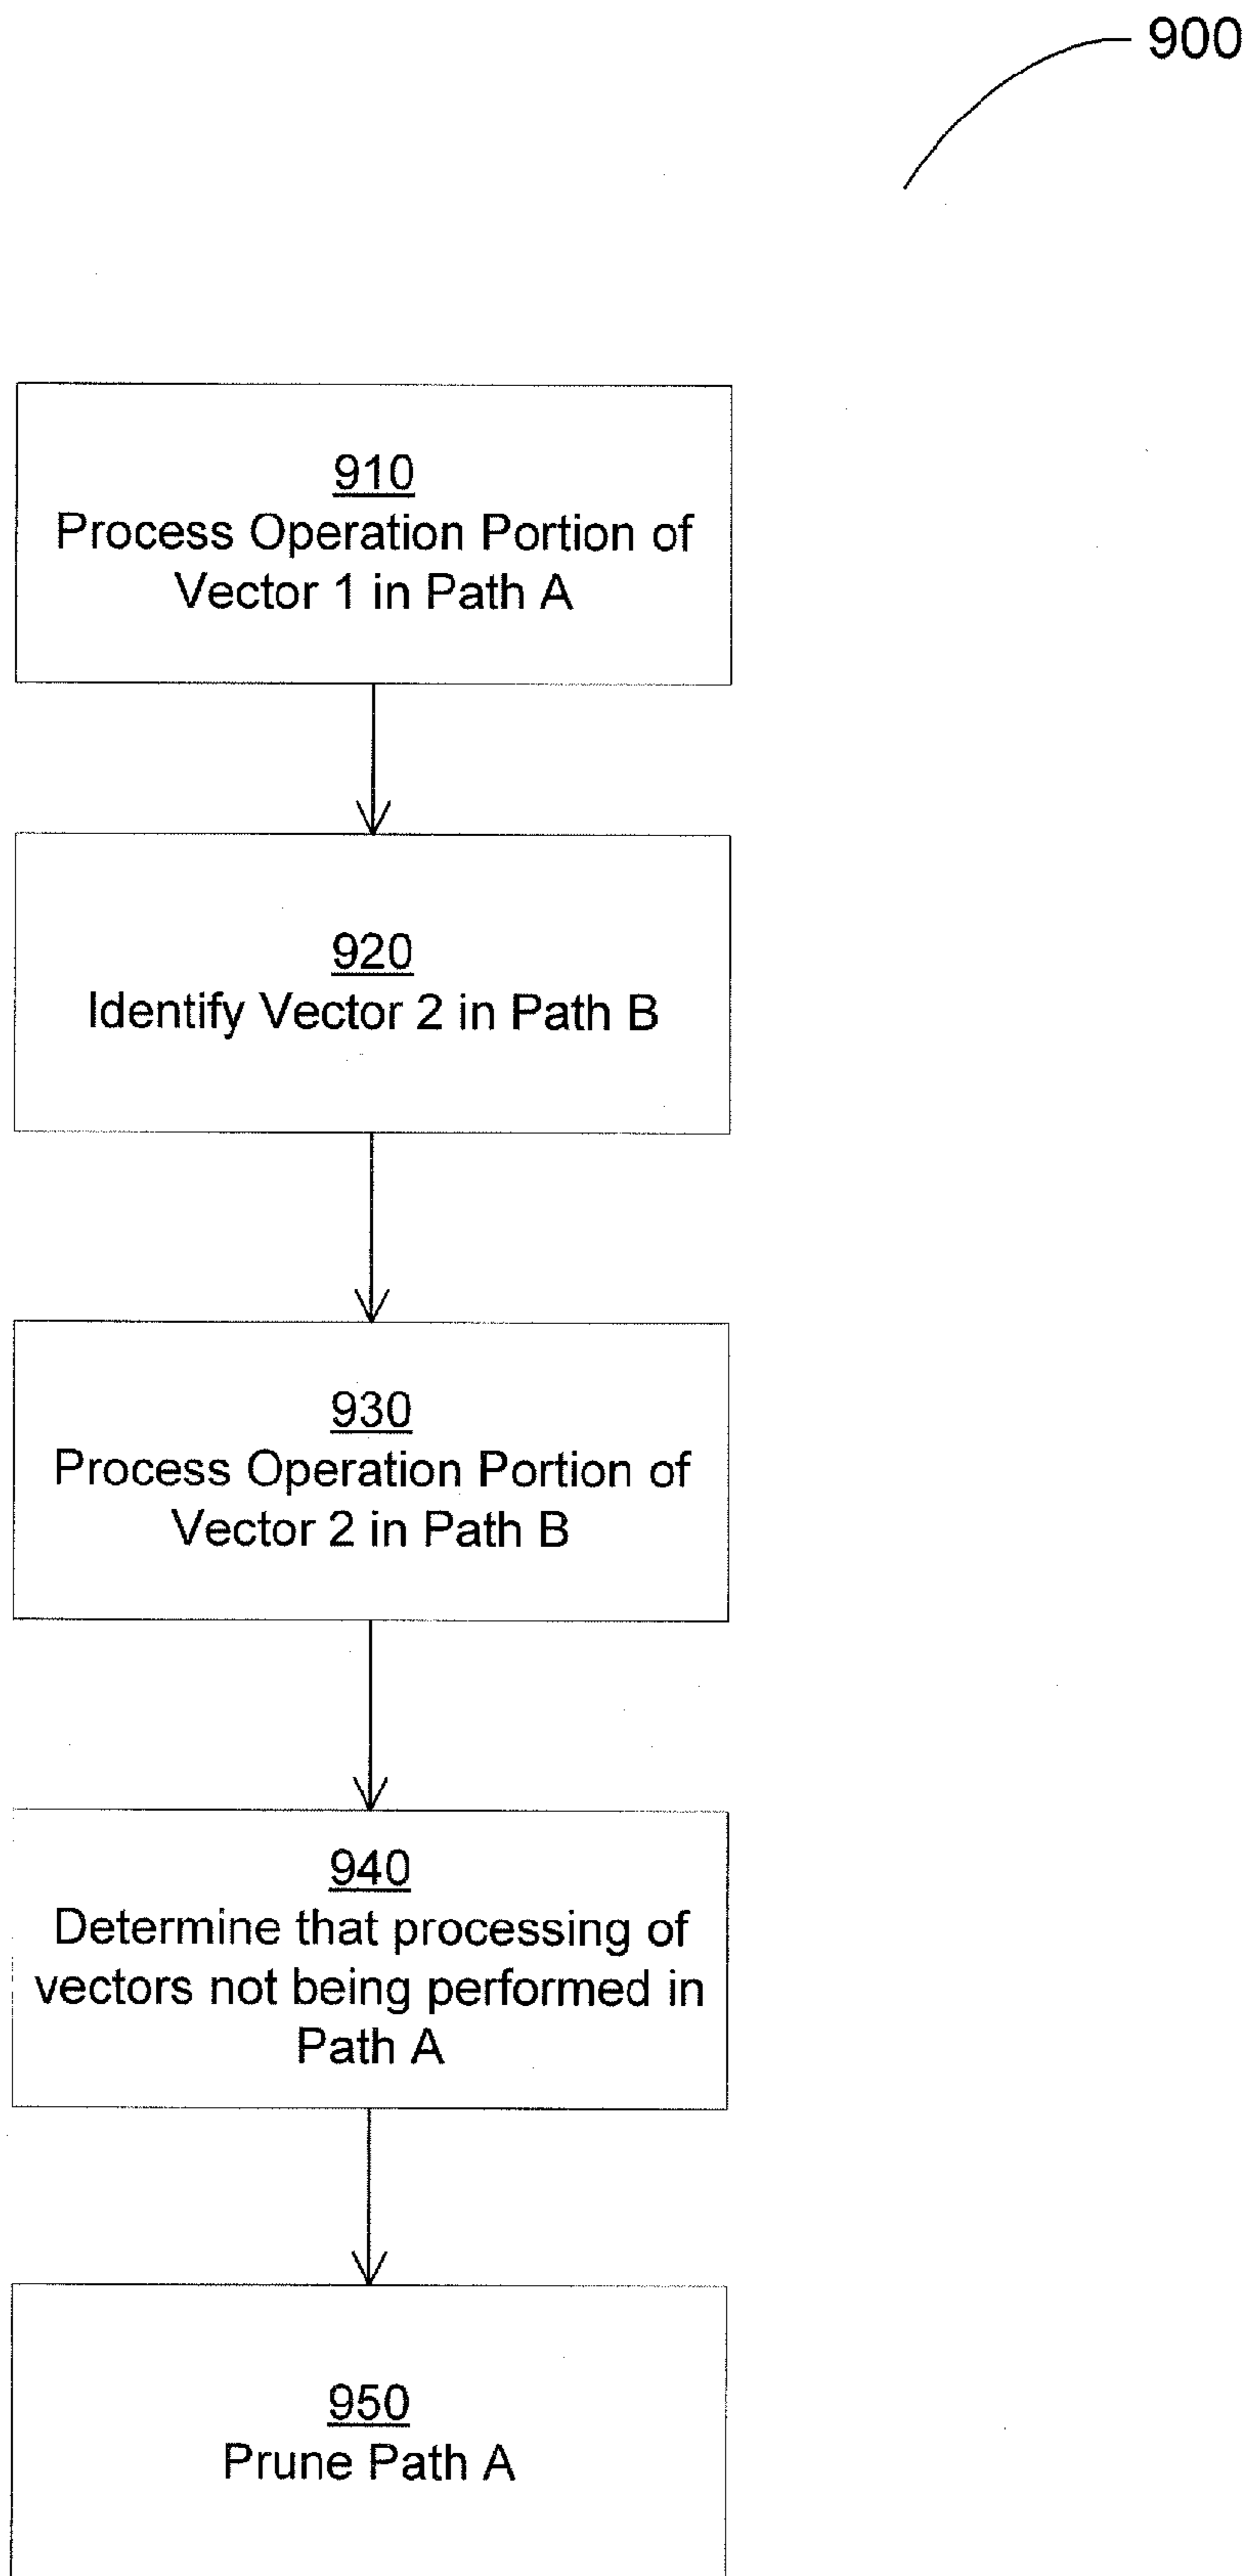 900
910
Process Operation Portion of
Vector 1 in Path A
920
Identify Vector 2 in Path B
930
Process Operation Portion of
Vector 2 in Path B
940
Determine that processing of
vectors not being performed in
Path A
950
Prune Path A